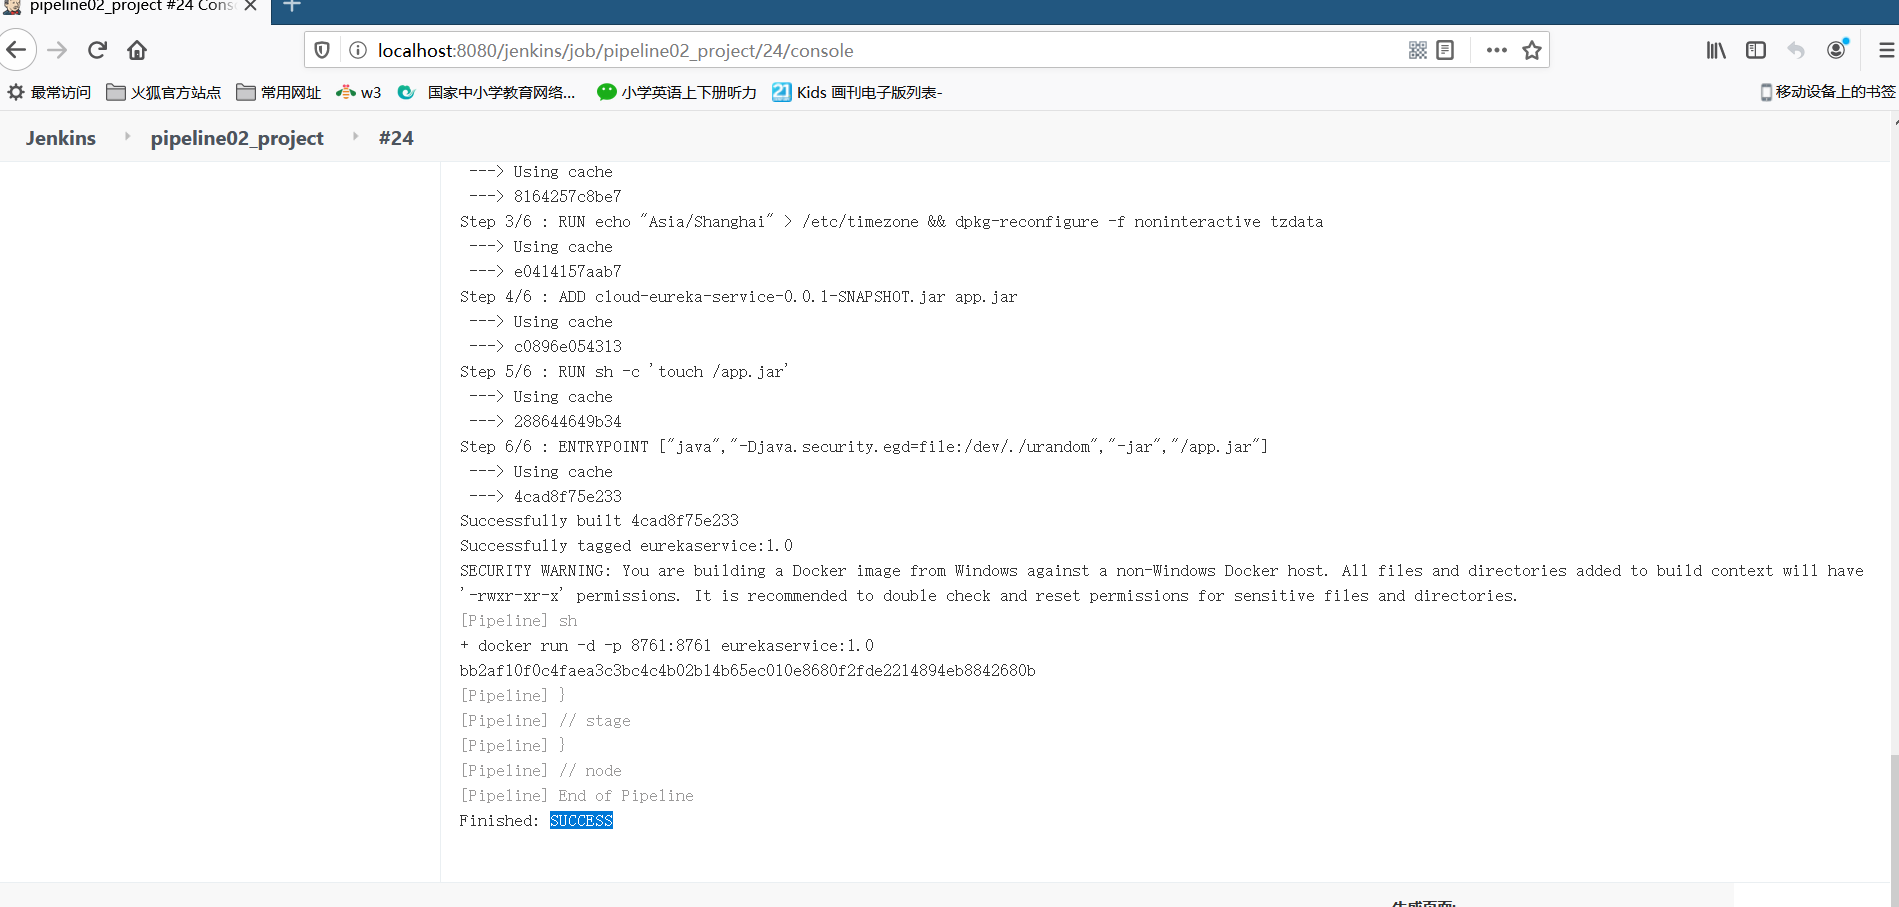 pipeline02_project #24 Cons
localhost:8080/jenkins/job/pipeline02_project/24/console
最常访问 火狐官方站点 常用网址 w3 国家中小学教育网络... 小学英语上下册听力 21 Kids 画刊电子版列表- 移动设备上的书签
Jenkins pipeline02_project #24
---> Using cache
---> 8164257c8be7
Step 3/6 : RUN echo "Asia/Shanghai" > /etc/timezone && dpkg-reconfigure -f noninteractive tzdata
---> Using cache
---> e0414157aab7
Step 4/6 : ADD cloud-eureka-service-0.0.1-SNAPSHOT.jar app.jar
---> Using cache
---> c0896e054313
Step 5/6 : RUN sh -c 'touch /app.jar'
---> Using cache
---> 288644649b34
Step 6/6 : ENTRYPOINT ["java","-Djava.security.egd=file:/dev/./urandom","-jar","/app.jar"]
---> Using cache
---> 4cad8f75e233
Successfully built 4cad8f75e233
Successfully tagged eurekaservice:1.0
SECURITY WARNING: You are building a Docker image from Windows against a non-Windows Docker host. All files and directories added to build context will have
'-rwxr-xr-x' permissions. It is recommended to double check and reset permissions for sensitive files and directories.
[Pipeline] sh
+ docker run -d -p 8761:8761 eurekaservice:1.0
bb2af10f0c4faea3c3bc4c4b02b14b65ec010e8680f2fde2214894eb8842680b
[Pipeline] }
[Pipeline] // stage
[Pipeline] }
[Pipeline] // node
[Pipeline] End of Pipeline
Finished: SUCCESS